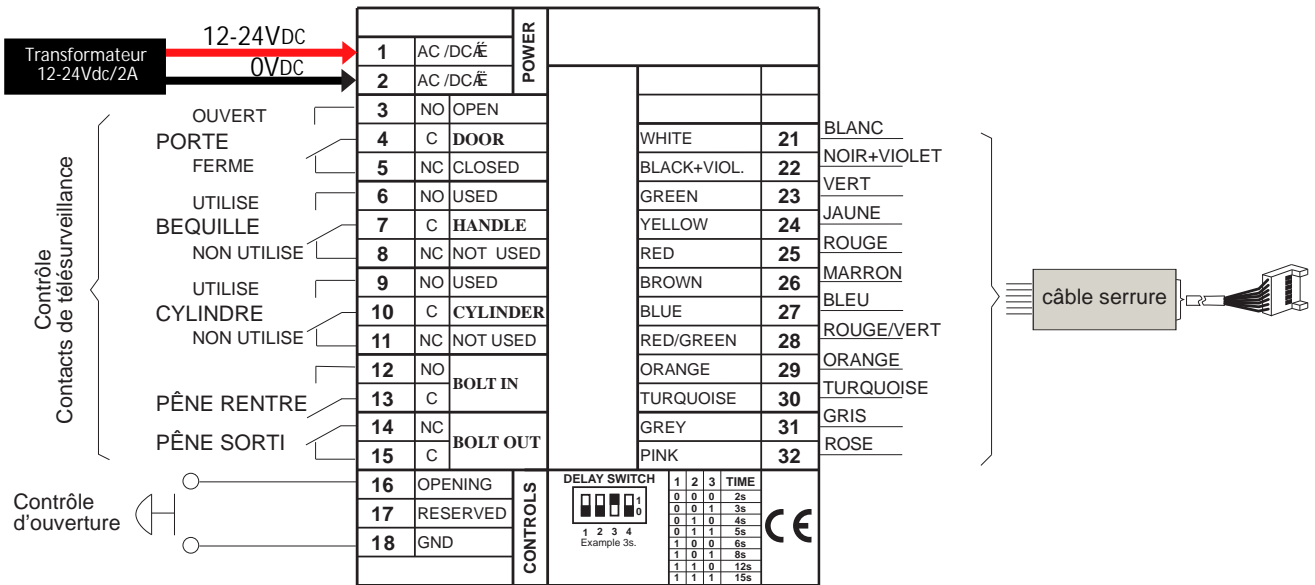 12-24VDC
Transformateur
12-24Vdc/2A
0VDC
POWER
1 AC /DCÆË
2 AC /DCÆË
Contrôle
Contacts de télésurveillance
OUVERT
PORTE
FERME
UTILISE
BEQUILLE
NON UTILISE
UTILISE
CYLINDRE
NON UTILISE
PÊNE RENTRE
PÊNE SORTI
3 NO OPEN
4 C DOOR
5 NC CLOSED
6 NO USED
7 C HANDLE
8 NC NOT USED
9 NO USED
10 C CYLINDER
11 NC NOT USED
12 NO
BOLT IN
13 C
14 NC
BOLT OUT
15 C
WHITE 21 BLANC
BLACK+VIOL. 22 NOIR+VIOLET
GREEN 23 VERT
YELLOW 24 JAUNE
RED 25 ROUGE
BROWN 26 MARRON
BLUE 27 BLEU
RED/GREEN 28 ROUGE/VERT
ORANGE 29 ORANGE
TURQUOISE 30 TURQUOISE
GREY 31 GRIS
PINK 32 ROSE
câble serrure
Contrôle
d'ouverture
16 OPENING
17 RESERVED
18 GND
CONTROLS
DELAY SWITCH
1
0
1 2 3 4
Example 3s.
1 2 3 TIME
0 0 0 2s
0 0 1 3s
0 1 0 4s
0 1 1 5s
1 0 0 6s
1 0 1 8s
1 1 0 12s
1 1 1 15s
CE